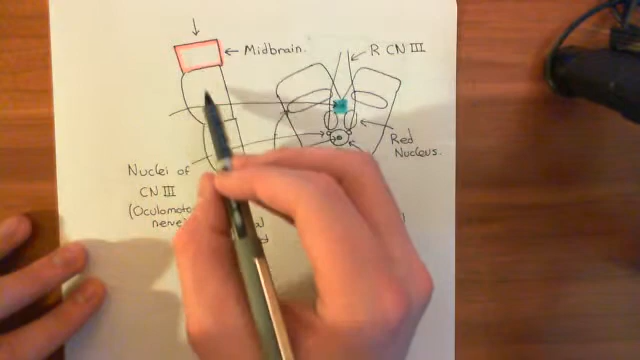 Midbrain.
R CN III
Red
Nucleus.
Nuclei of
CN III
(Oculomoto
nerve